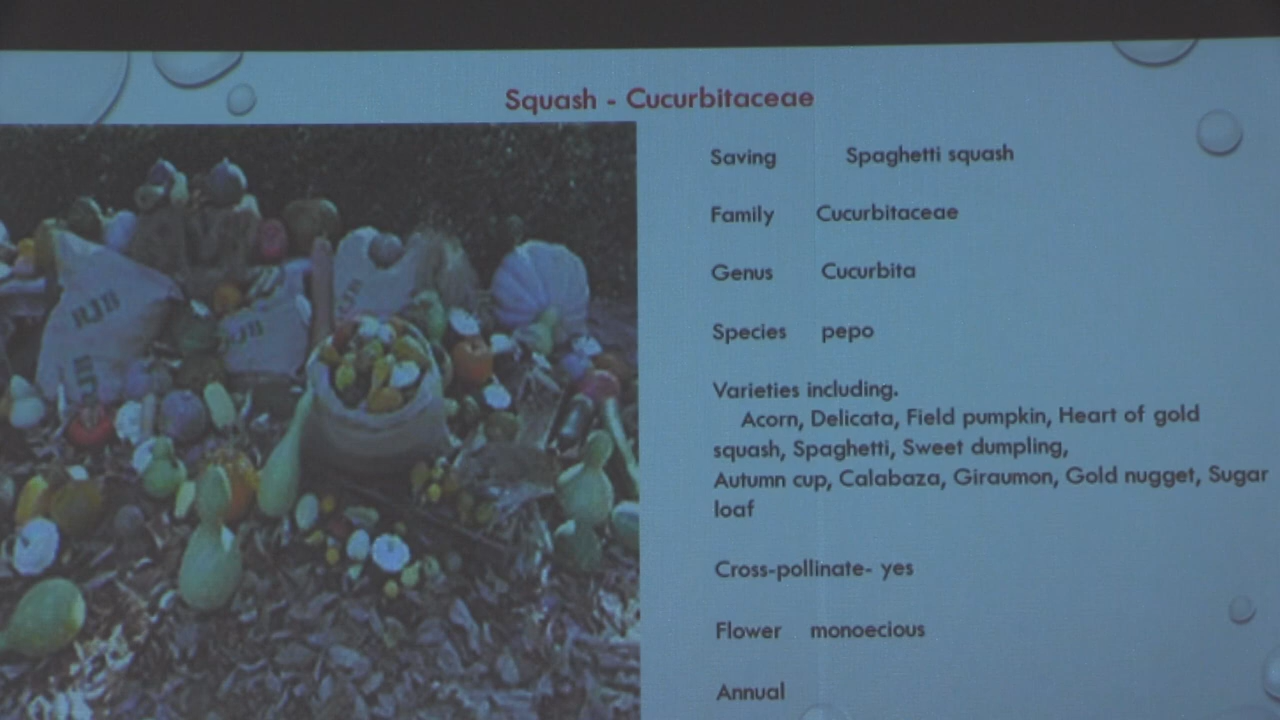 Squash - Cucurbitaceae
Saving Spaghetti squash
Family Cucurbitaceae
Genus Cucurbita
Species pepo
Varieties including.
Acorn, Delicata, Field pumpkin, Heart of gold
squash, Spaghetti, Sweet dumpling,
Autumn cup, Calabaza, Giraumon, Gold nugget, Sugar
loaf
Cross-pollinate- yes
Flower monoecious
Annual